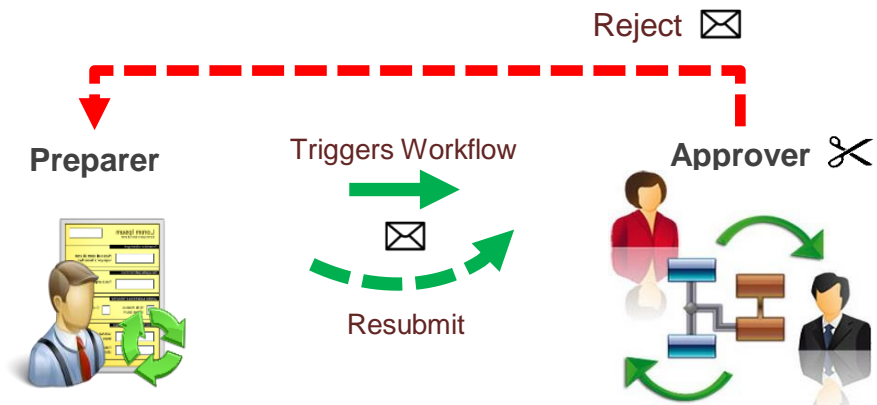 Reject
Preparer
Triggers Workflow
Approver
Resubmit